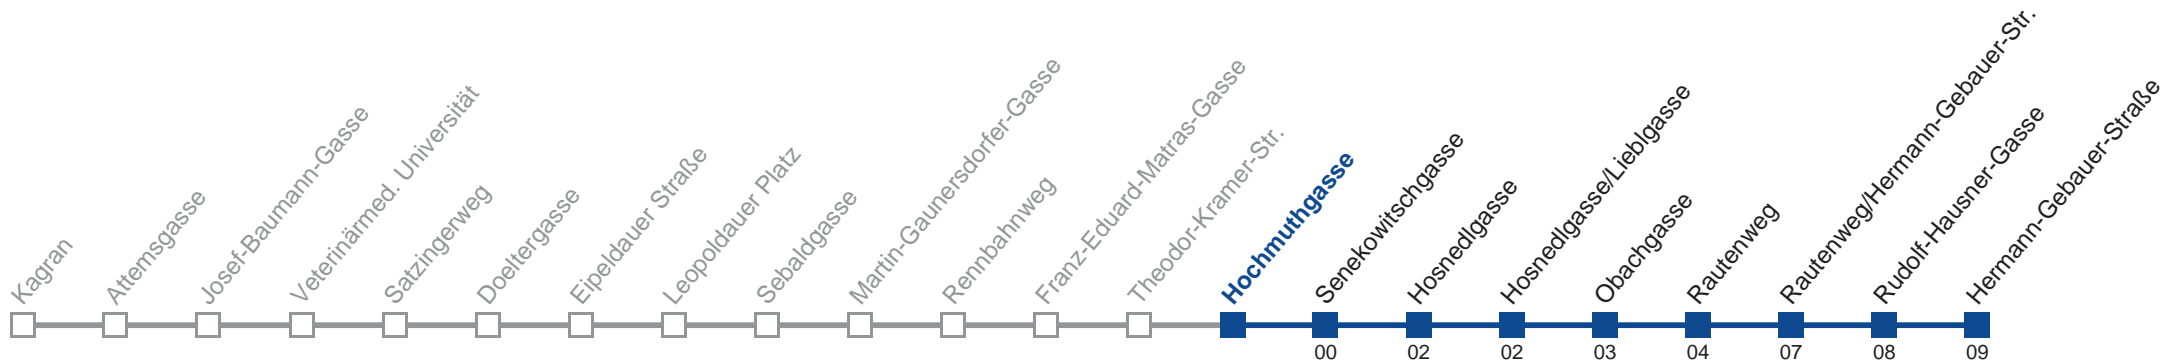 Kagran
Attemsgasse
Josef-Baumann-Gasse
Veterinärmed. Universität
Satzingerweg
Doeltergasse
Eipeldauer Straße
Leopoldauer Platz
Sebaldgasse
Martin-Gaunersdorfer-Gasse
Rennbahnweg
Franz-Eduard-Matras-Gasse
Theodor-Kramer-Str.
Hochmuthgasse
Senekowitschgasse
Hosnedlgasse
Hosnedlgasse/Lieblgasse
Obachgasse
Rautenweg
Rautenweg/Hermann-Gebauer-Str.
Rudolf-Hausner-Gasse
Hermann-Gebauer-Straße
00 02 02 03 04 07 08 09